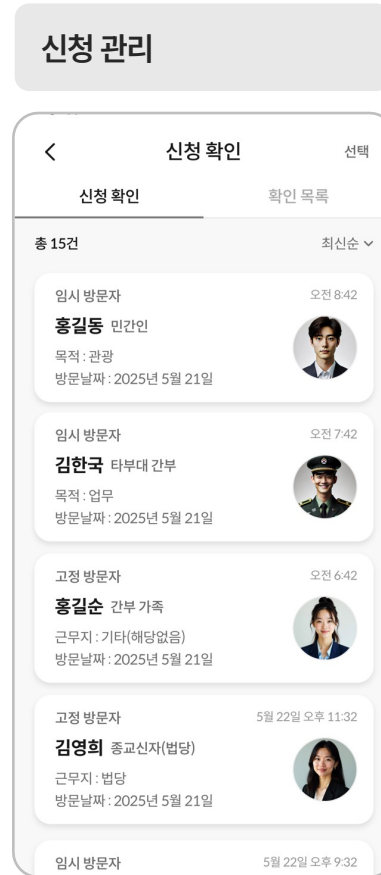 신청 관리
신청 확인
선택
신청 확인
확인 목록
총 15건
최신순
임시 방문자
오전 8:42
홍길동 민간인
목적 : 관광
방문날짜 : 2025년 5월 21일
임시 방문자
오전 7:42
김한국 타부대 간부
목적 : 업무
방문날짜 : 2025년 5월 21일
고정 방문자
오전 6:42
홍길순 간부 가족
근무지 : 기타(해당없음)
방문날짜 : 2025년 5월 21일
고정 방문자
5월 22일 오후 11:32
김영희 종교신자(법당)
근무지 : 법당
방문날짜 : 2025년 5월 21일
임시 방문자
5월 22일 오후 9:32